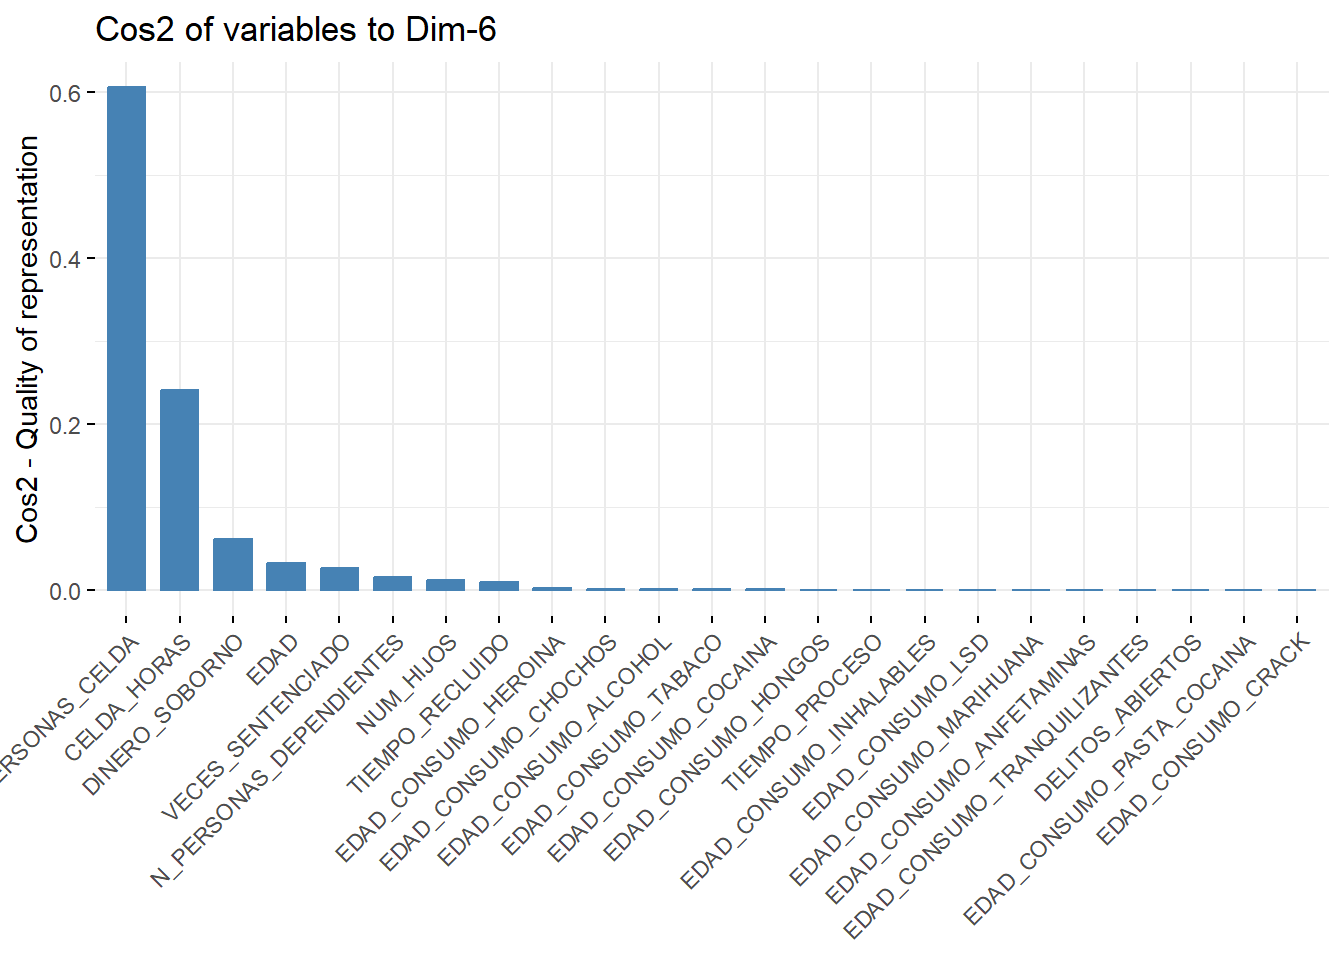 Cos2 of variables to Dim-6
Cos2 - Quality of representation
0.6
0.4
0.2
0.0
ERSONAS_CELDA
CELDA_HORAS
DINERO_SOBORNO
EDAD
VECES_SENTENCIADO
N_PERSONAS_DEPENDIENTES
NUM_HIJOS
TIEMPO_RECLUIDO
EDAD_CONSUMO_HEROINA
EDAD_CONSUMO_CHOCHOS
EDAD_CONSUMO_ALCOHOL
EDAD_CONSUMO_TABACO
EDAD_CONSUMO_COCAINA
EDAD_CONSUMO_HONGOS
TIEMPO_PROCESO
EDAD_CONSUMO_INHALABLES
EDAD_CONSUMO_LSD
EDAD_CONSUMO_MARIHUANA
EDAD_CONSUMO_ANFETAMINAS
EDAD_CONSUMO_TRANQUILIZANTES
DELITOS_ABIERTOS
EDAD_CONSUMO_PASTA_COCAINA
EDAD_CONSUMO_CRACK